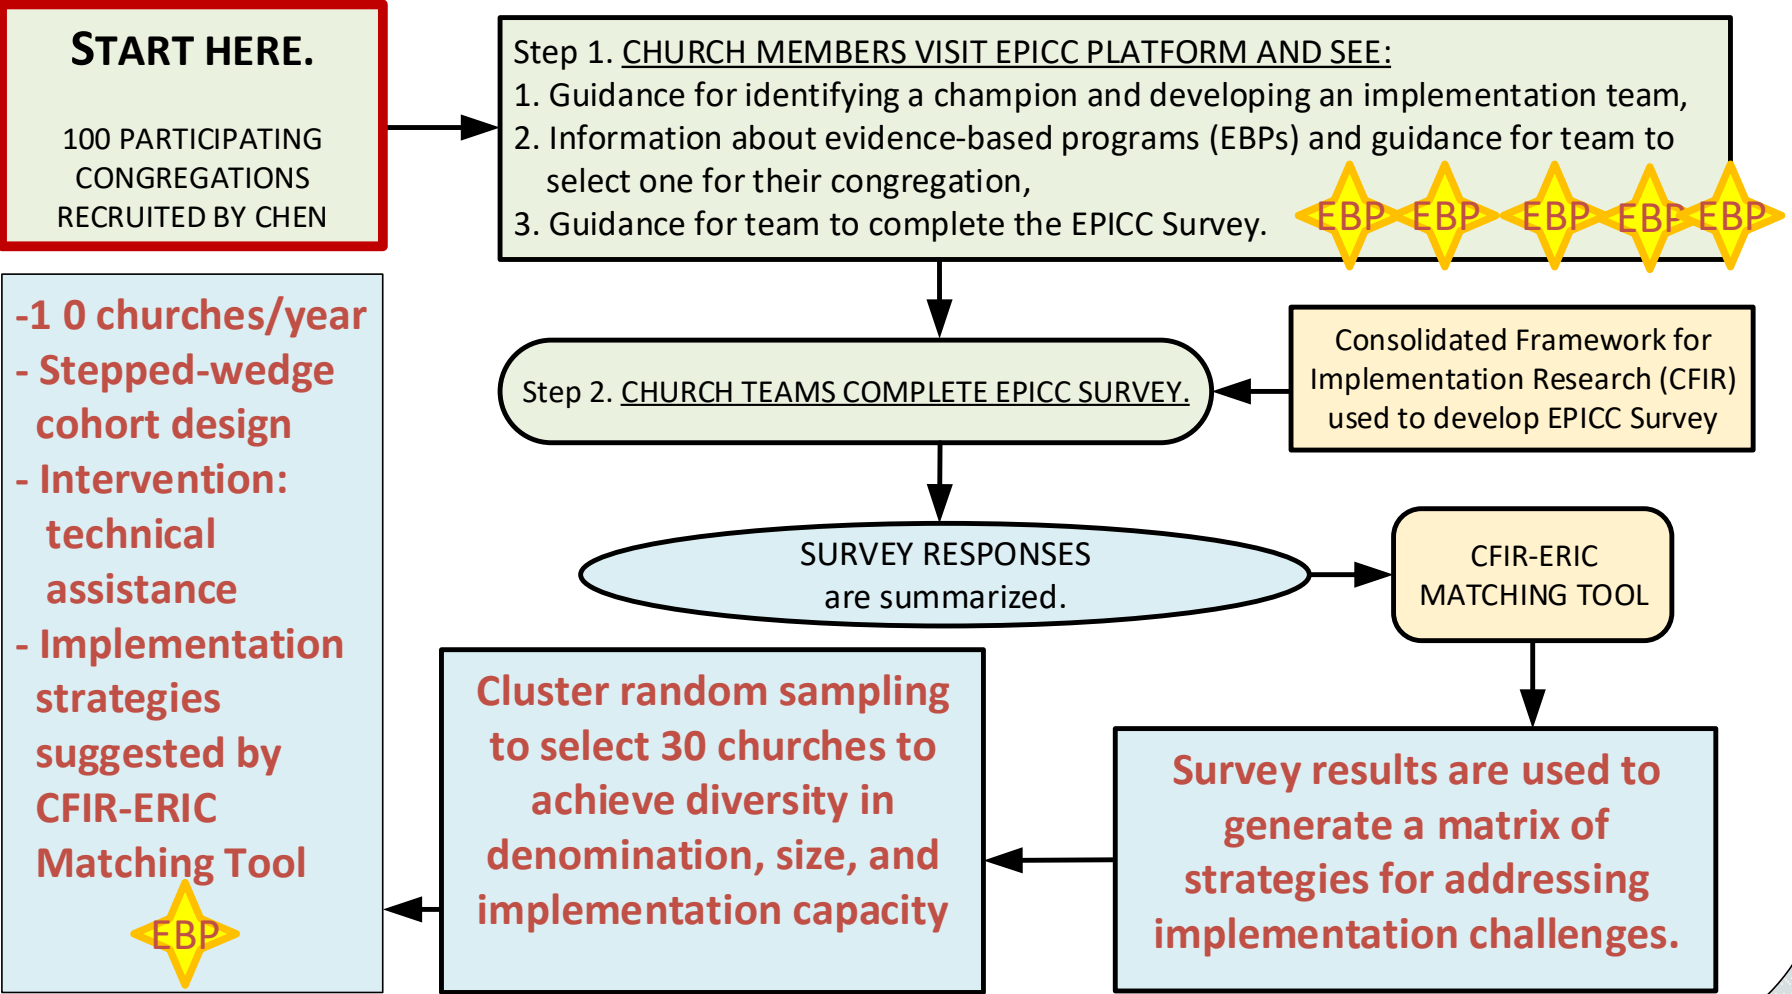 START HERE.
100 PARTICIPATING
CONGREGATIONS
RECRUITED BY CHEN
Step 1. CHURCH MEMBERS VISIT EPICC PLATFORM AND SEE:
1. Guidance for identifying a champion and developing an implementation team,
2. Information about evidence-based programs (EBPs) and guidance for team to
select one for their congregation,
3. Guidance for team to complete the EPICC Survey.
EBP EBP EBP EBP EBP
Step 2. CHURCH TEAMS COMPLETE EPICC SURVEY.
Consolidated Framework for
Implementation Research (CFIR)
used to develop EPICC Survey
SURVEY RESPONSES
are summarized.
CFIR-ERIC
MATCHING TOOL
Survey results are used to
generate a matrix of
strategies for addressing
implementation challenges.
Cluster random sampling
to select 30 churches to
achieve diversity in
denomination, size, and
implementation capacity
-1 0 churches/year
- Stepped-wedge
cohort design
- Intervention:
technical
assistance
- Implementation
strategies
suggested by
CFIR-ERIC
Matching Tool
EBP